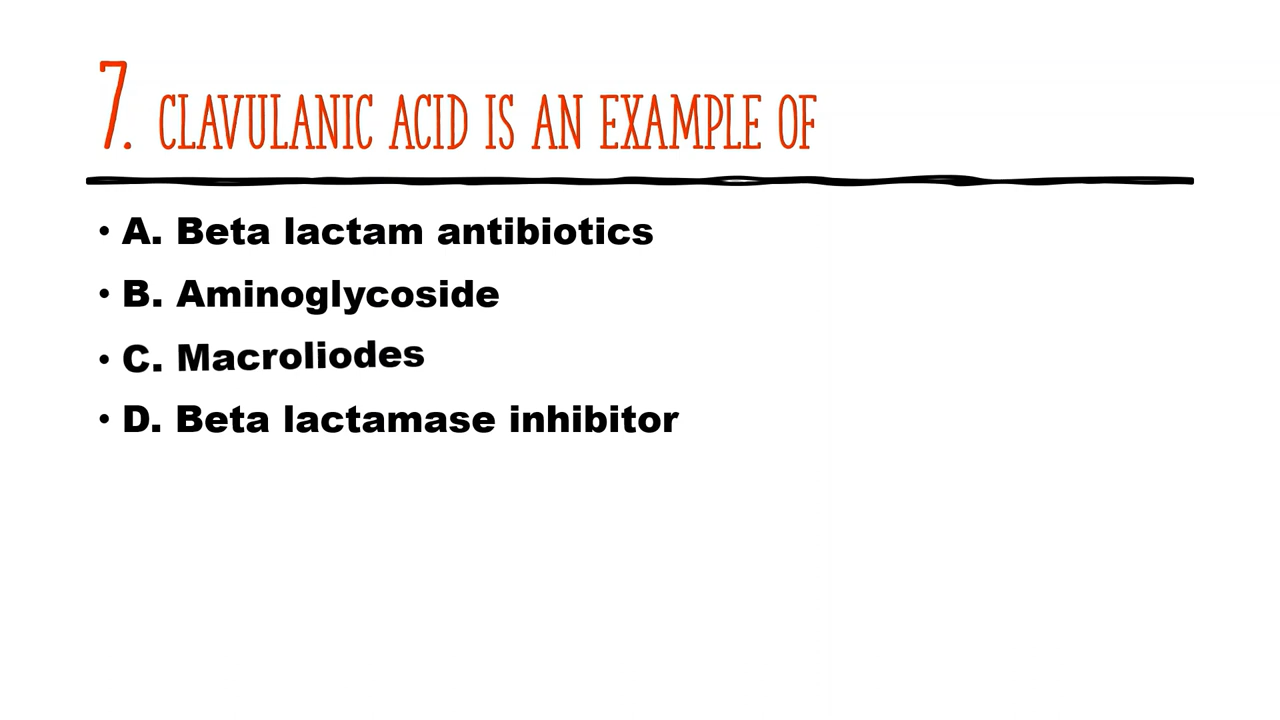 7. CLAVULANIC ACID IS AN EXAMPLE OF
• A. Beta lactam antibiotics
• B. Aminoglycoside
• C. Macroliodes
• D. Beta lactamase inhibitor